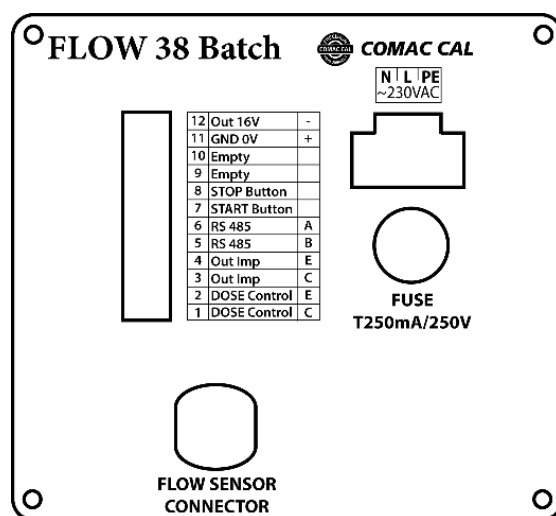 FLOW 38 Batch
COMAC CAL
COMAC CAL
N L PE
~230VAC
12 Out 16V -
11 GND 0V +
10 Empty
9 Empty
8 STOP Button
7 START Button
6 RS 485 A
5 RS 485 B
4 Out Imp E
3 Out Imp C
2 DOSE Control E
1 DOSE Control C
FUSE
T250mA/250V
FLOW SENSOR
CONNECTOR